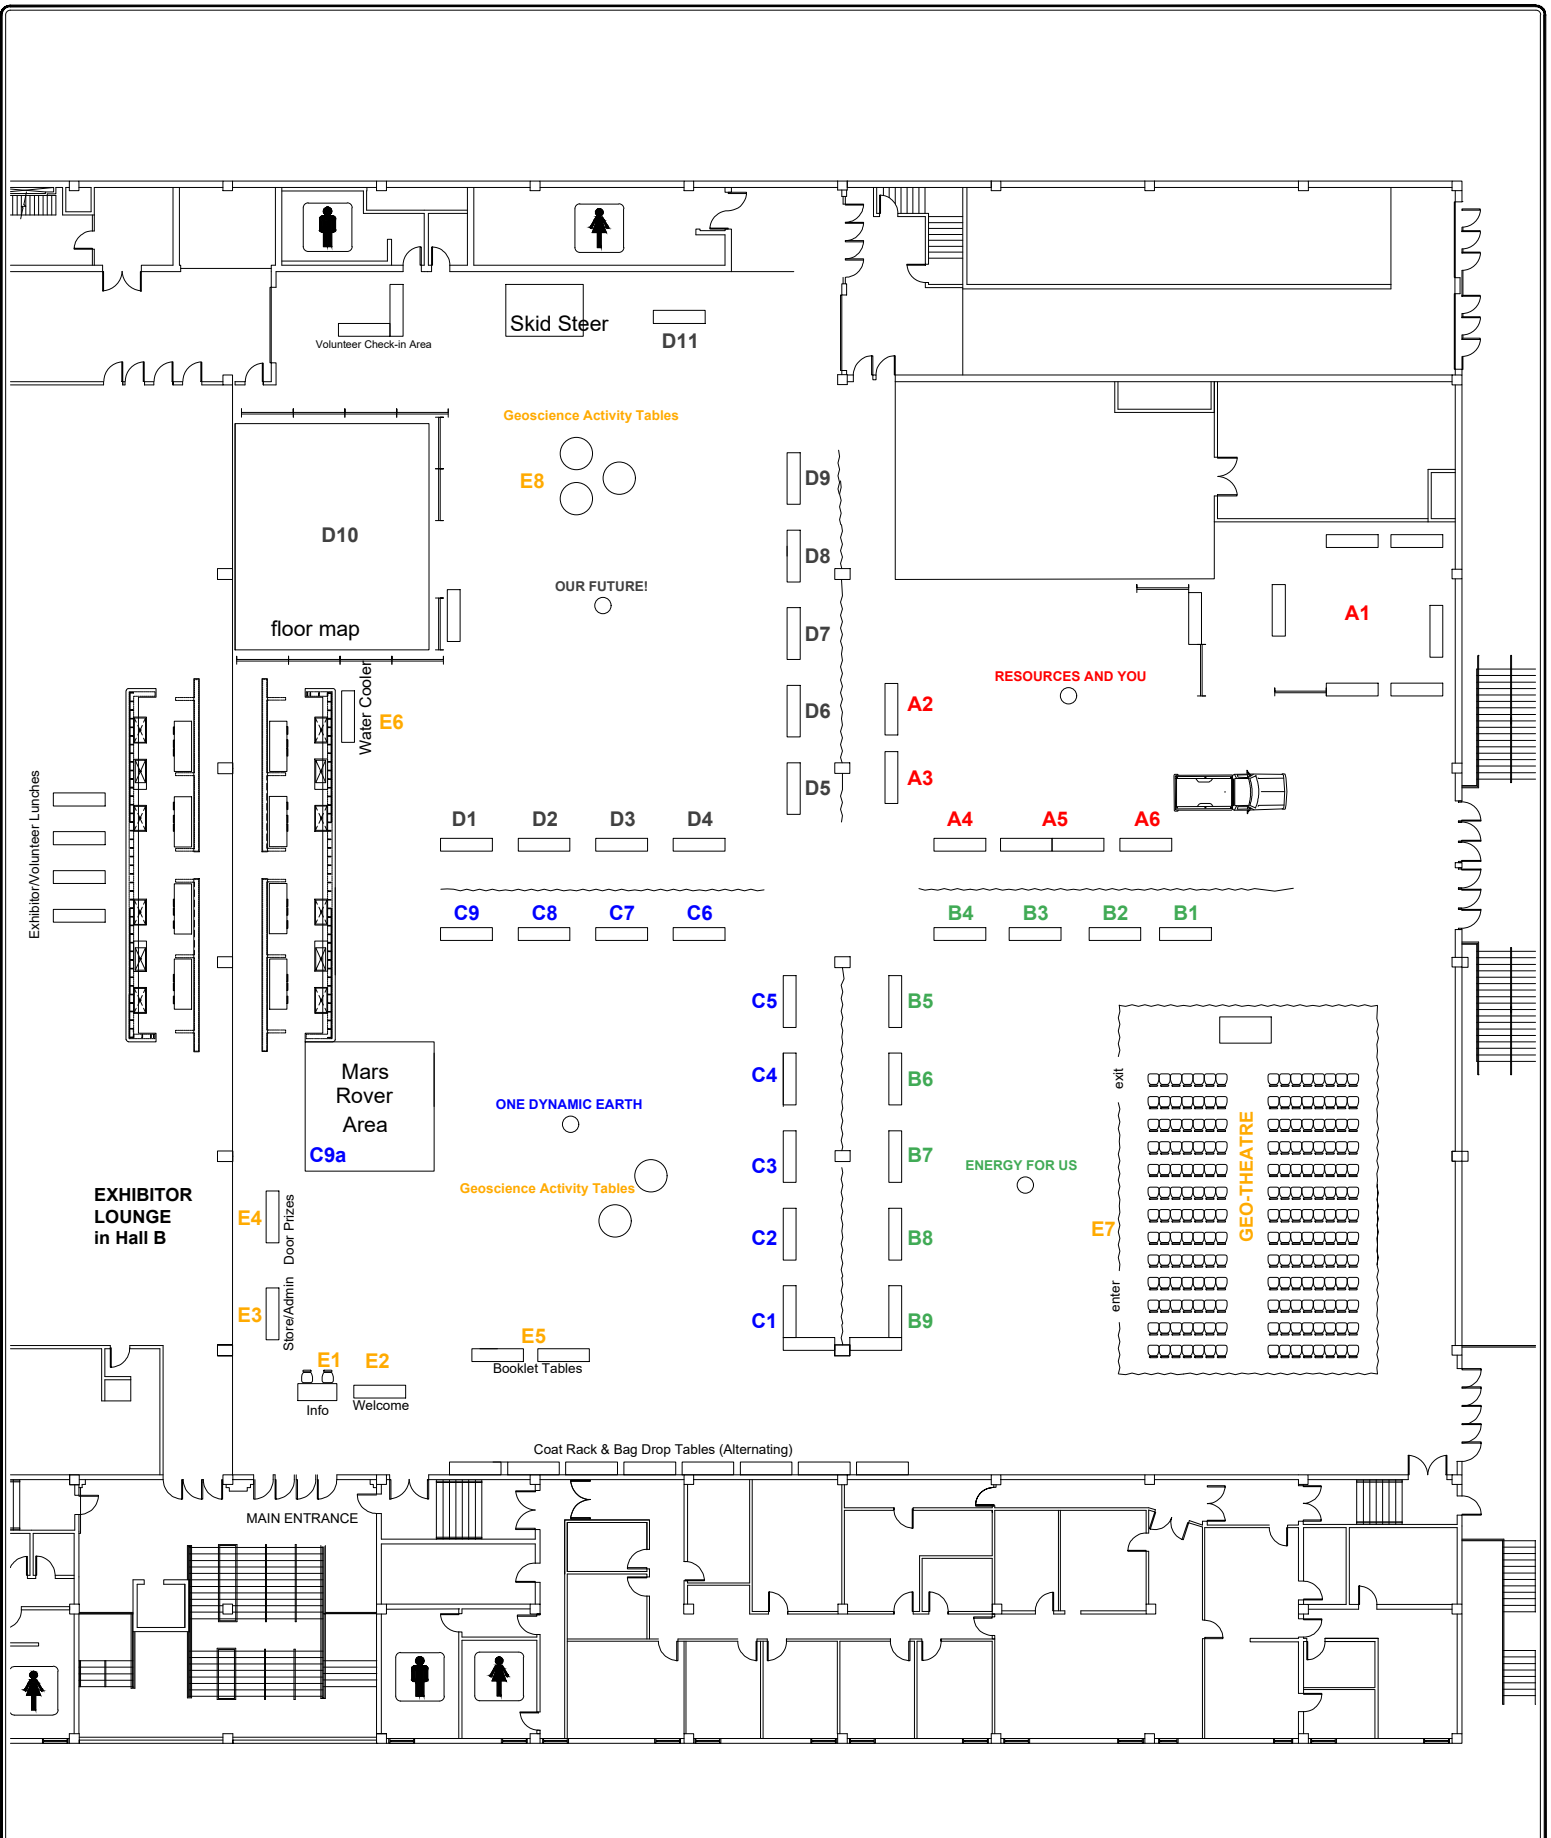 Skid Steer
D11
Volunteer Check-in Area
Geoscience Activity Tables
E8
D9
D10
D8
OUR FUTURE!
A1
floor map
D7
RESOURCES AND YOU
Water Cooler
E6
D6
A2
A3
D5
Exhibitor/Volunteer Lunches
D1
D2
D3
D4
A4
A5
A6
C9
C8
C7
C6
B4
B3
B2
B1
C5
B5
Mars
Rover
Area
C9a
C4
B6
exit
ONE DYNAMIC EARTH
C3
B7
ENERGY FOR US
GEO-THEATRE
Geoscience Activity Tables
EXHIBITOR
LOUNGE
in Hall B
E4
Door Prizes
C2
B8
E7
enter
E3
Store/Admin
C1
B9
E1
E2
E5
Booklet Tables
Info
Welcome
Coat Rack & Bag Drop Tables (Alternating)
MAIN ENTRANCE